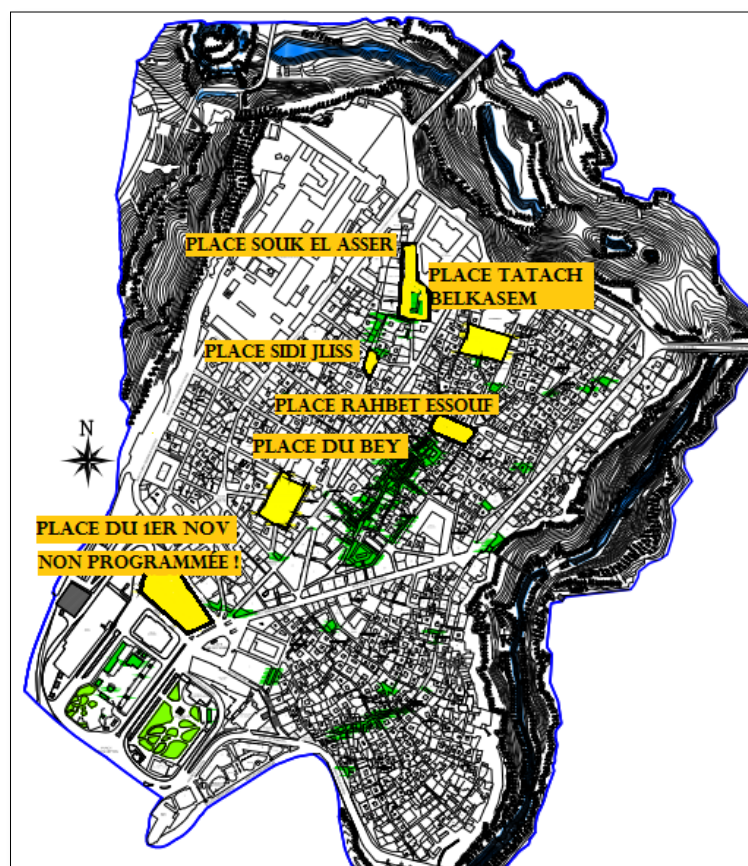 PLACE SOUK EL ASSER
PLACE TATACH
BELKASEM
PLACE SIDI JLISS
PLACE RAHBET ESSOUF
N
PLACE DU BEY
PLACE DU 1ER NOV
NON PROGRAMMÉE !